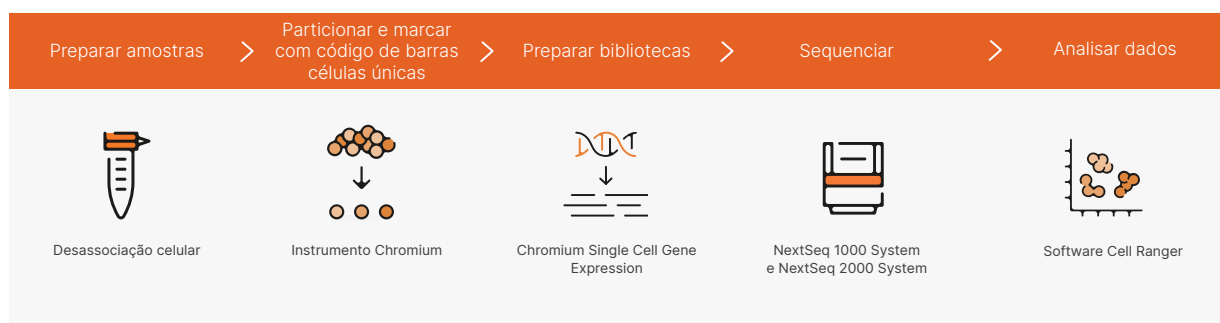 Preparar amostras
Particionar e marcar
com código de barras
células únicas
Preparar bibliotecas
Sequenciar
Analisar dados
Desassociação celular
Instrumento Chromium
Chromium Single Cell Gene
Expression
NextSeq 1000 System
e NextSeq 2000 System
Software Cell Ranger